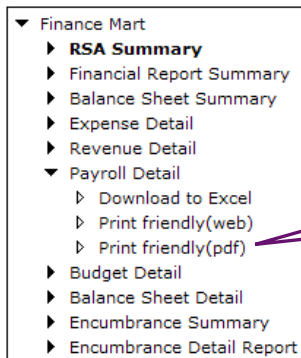 Finance Mart
RSA Summary
Financial Report Summary
Balance Sheet Summary
Expense Detail
Revenue Detail
Payroll Detail
Download to Excel
Print friendly(web)
Print friendly(pdf)
Budget Detail
Balance Sheet Detail
Encumbrance Summary
Encumbrance Detail Report